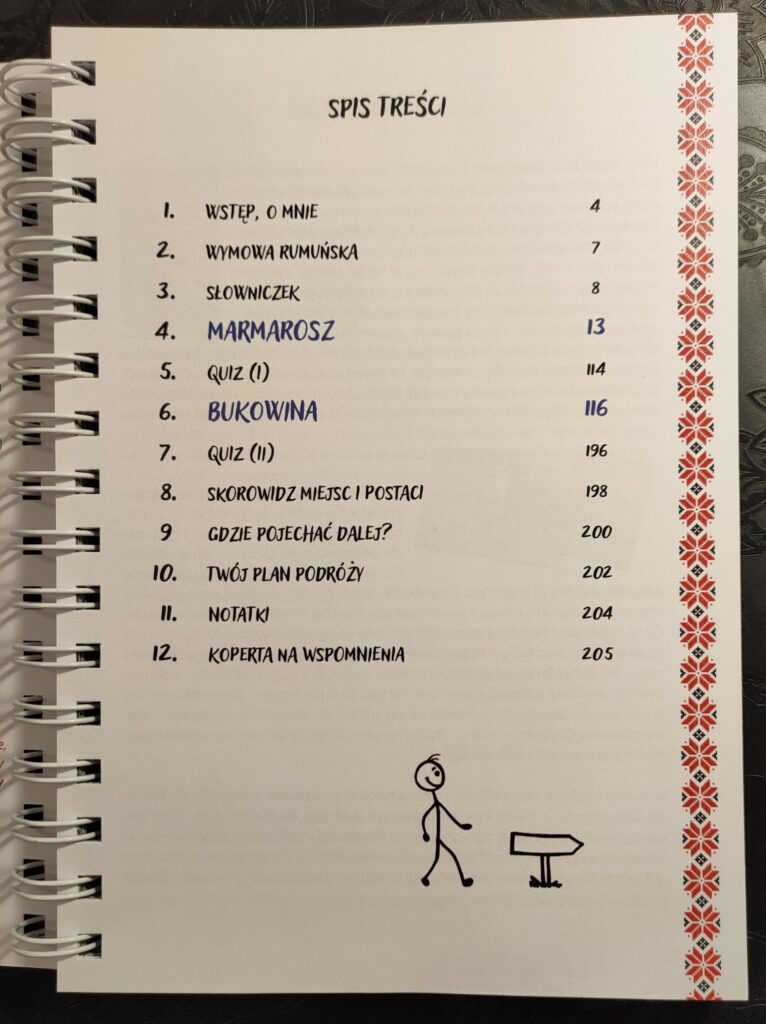 SPIS TREŚCI
1. WSTĘP, O MNIE 4
2. WYMOWA RUMUŃSKA 7
3. SŁOWNICZEK 8
4. MARMAROSZ 13
5. QUIZ (I) 114
6. BUKOWINA 116
7. QUIZ (II) 196
8. SKOROWIDZ MIEJSC I POSTACI 198
9 GDZIE POJECHAĆ DALEJ? 200
10. TWÓJ PLAN PODRÓŻY 202
11. NOTATKI 204
12. KOPERTA NA WSPOMNIENIA 205